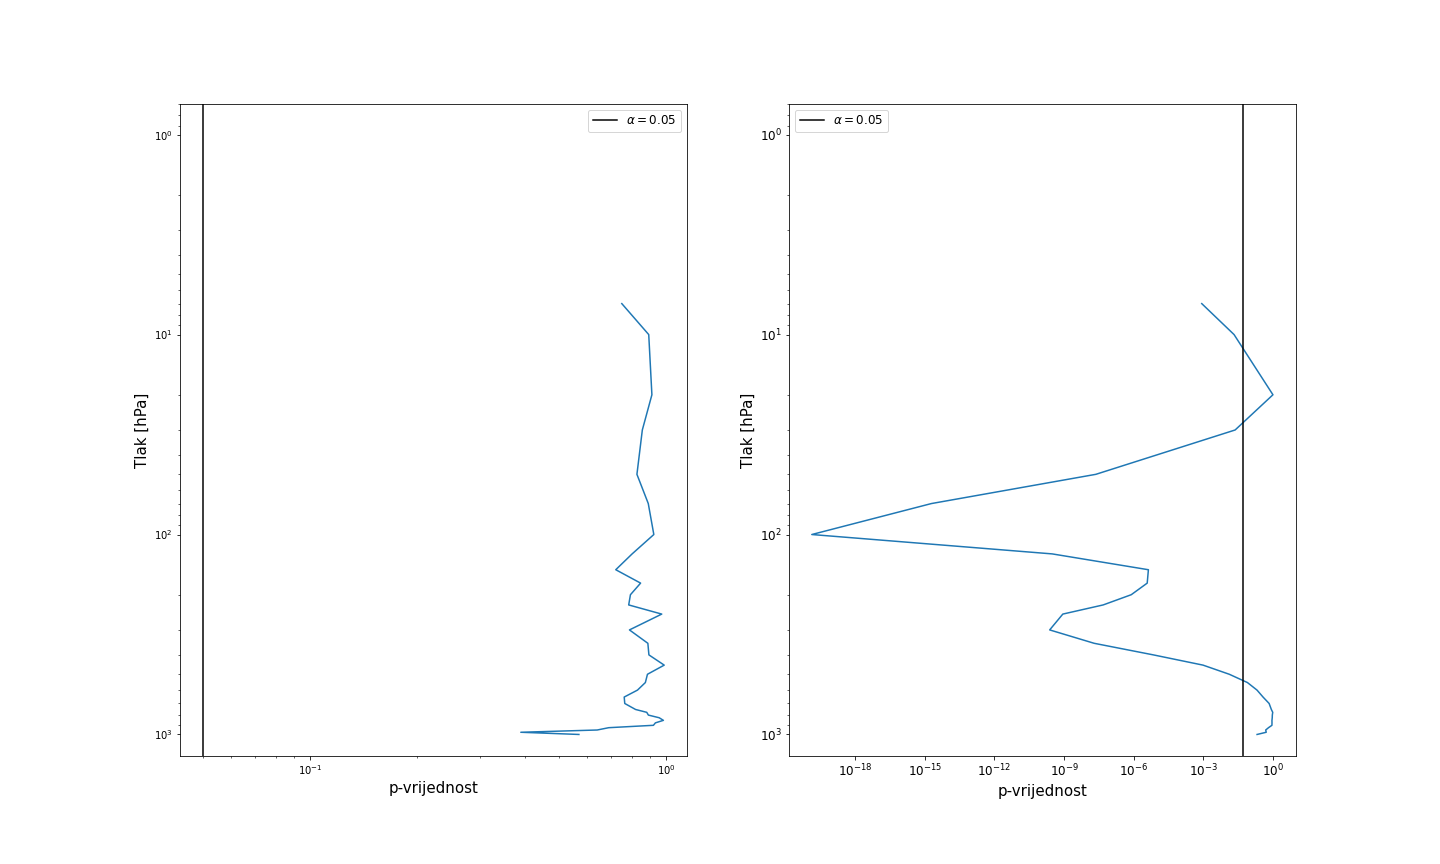 α = 0.05
10⁰
10¹
10²
10³
Tlak [hPa]
10⁻¹
10⁰
p-vrijednost
α = 0.05
10⁰
10¹
10²
10³
Tlak [hPa]
10⁻¹⁸
10⁻¹⁵
10⁻¹²
10⁻⁹
10⁻⁶
10⁻³
10⁰
p-vrijednost